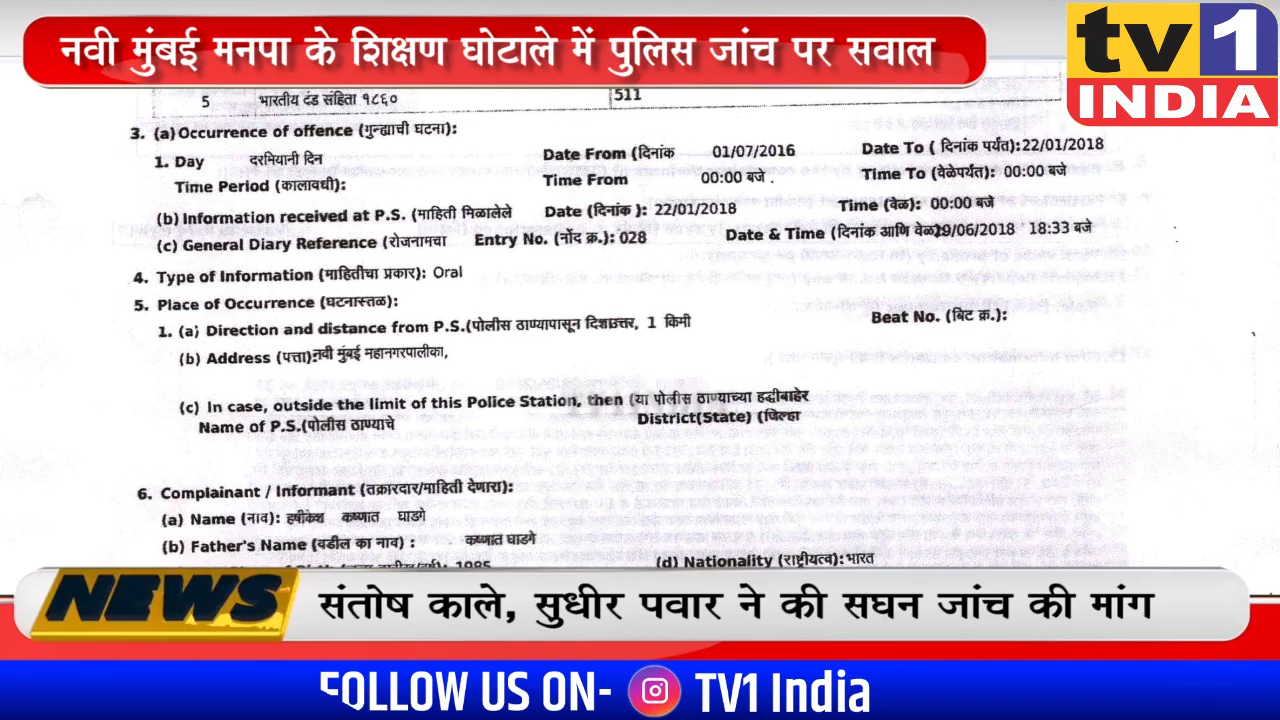 नवी मुंबई मनपा के शिक्षण घोटाले में पुलिस जांच पर सवाल
tv1
INDIA
5 भारतीय दंड संहिता १८६० 511
3. (a) Occurrence of offence (गुन्ह्याची घटना):
1. Day दरमियानी दिन Date From (दिनांक 01/07/2016 Date To ( दिनांक पर्यंत): 22/01/2018
Time Period (कालावधी): Time From 00:00 बजे . Time To (वेळेपर्यंत): 00:00 बजे
(b) Information received at P.S. (माहिती मिळालेले Date (दिनांक ): 22/01/2018 Time (वेळ): 00:00 बजे
(c) General Diary Reference (रोजनामचा Entry No. (नोंद क्र.): 028 Date & Time (दिनांक आणि वेळ): 29/06/2018 18:33 बजे
4. Type of Information (माहितीचा प्रकार): Oral
5. Place of Occurrence (घटनास्तळ):
1. (a) Direction and distance from P.S.(पोलीस ठाण्यापासून उत्तर, 1 किमी Beat No. (बिट क्र.):
(b) Address (पत्ता): नवी मुंबई महानगरपालीका,
(c) In case, outside the limit of this Police Station, then (या पोलीस ठाण्याच्या हद्दीबाहेर
Name of P.S.(पोलीस ठाण्याचे District(State) (जिल्हा
6. Complainant / Informant (तक्रारदार/माहिती देणारा):
(a) Name (नाव): हृषीकेश कष्णात घाडगे
(b) Father's Name (वडील का नाव) : कष्णात घाडगे
1985 (d) Nationality (राष्ट्रीयत्व): भारत
NEWS संतोष काले, सुधीर पवार ने की सघन जांच की मांग
FOLLOW US ON- TV1 India